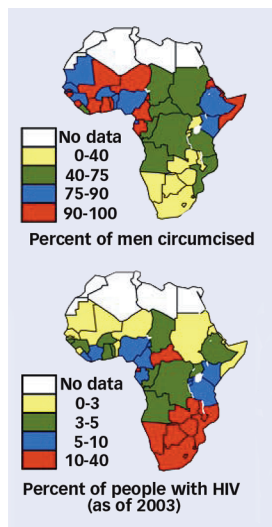 No data
0-40
40-75
75-90
90-100
Percent of men circumcised
No data
0-3
3-5
5-10
10-40
Percent of people with HIV
(as of 2003)